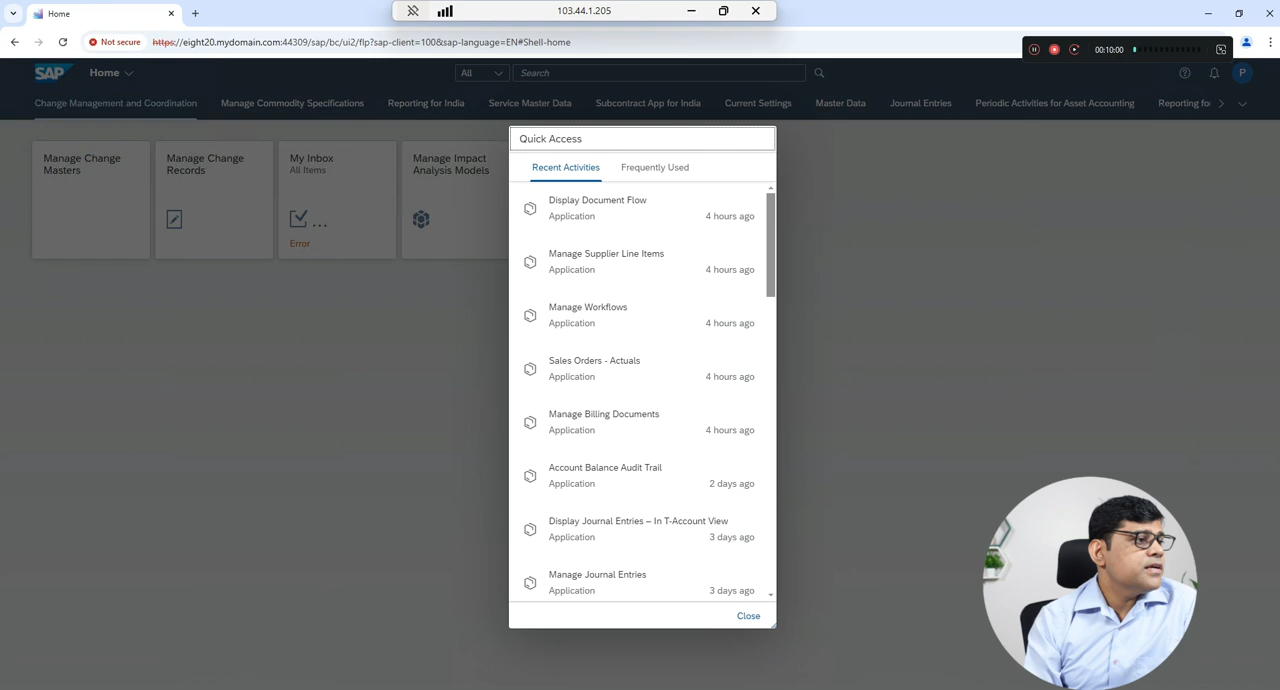 Home
103.44.1.205
Not secure
https://eight20.mydomain.com:44309/sap/bc/ui2/flp?sap-client=100&sap-language=EN#Shell-home
00:10:00
SAP
Home
All
Search
P
Change Management and Coordination
Manage Commodity Specifications
Reporting for India
Service Master Data
Subcontract App for India
Current Settings
Master Data
Journal Entries
Periodic Activities for Asset Accounting
Reporting fo
Manage Change
Masters
Manage Change
Records
My Inbox
All Items
...
Error
Manage Impact
Analysis Models
Quick Access
Recent Activities
Frequently Used
Display Document Flow
Application
4 hours ago
Manage Supplier Line Items
Application
4 hours ago
Manage Workflows
Application
4 hours ago
Sales Orders - Actuals
Application
4 hours ago
Manage Billing Documents
Application
4 hours ago
Account Balance Audit Trail
Application
2 days ago
Display Journal Entries – In T-Account View
Application
3 days ago
Manage Journal Entries
Application
3 days ago
Close